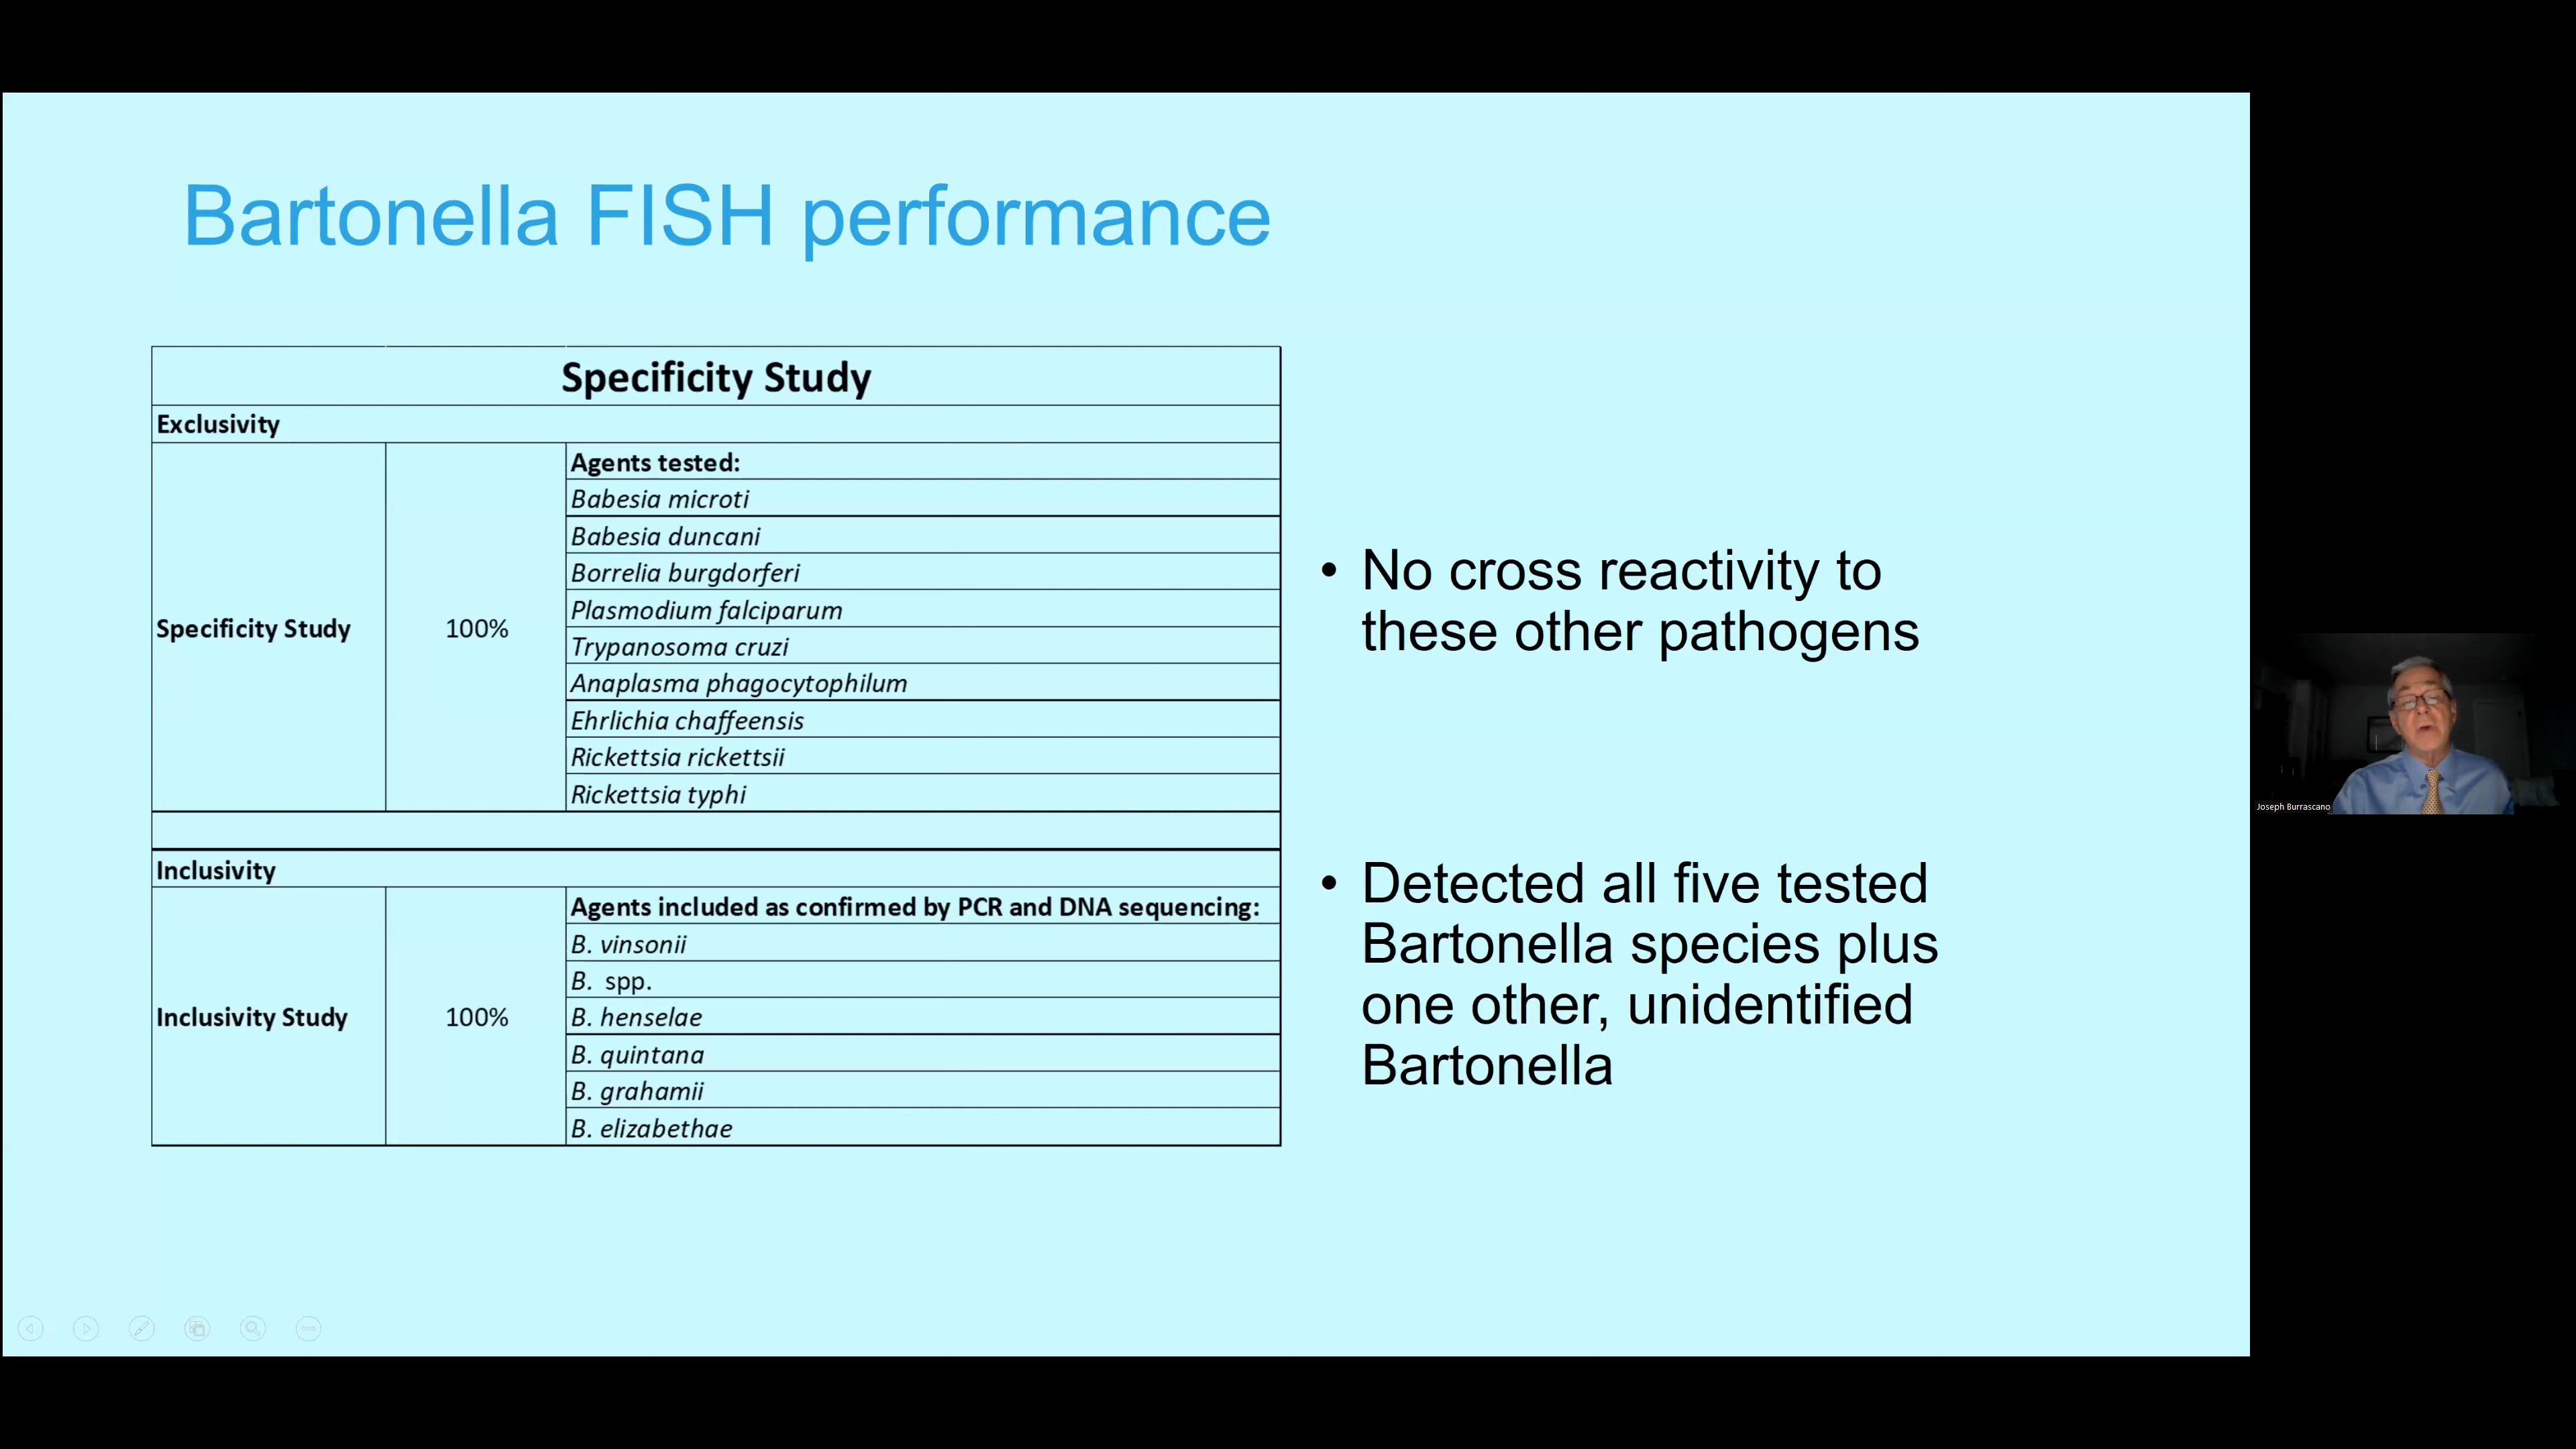 Bartonella FISH performance
Specificity Study
Exclusivity
Specificity Study
100%
Agents tested:
Babesia microti
Babesia duncani
Borrelia burgdorferi
Plasmodium falciparum
Trypanosoma cruzi
Anaplasma phagocytophilum
Ehrlichia chaffeensis
Rickettsia rickettsii
Rickettsia typhi
Inclusivity
Inclusivity Study
100%
Agents included as confirmed by PCR and DNA sequencing:
B. vinsonii
B. spp.
B. henselae
B. quintana
B. grahamii
B. elizabethae
• No cross reactivity to
these other pathogens
• Detected all five tested
Bartonella species plus
one other, unidentified
Bartonella
Joseph Burrascano